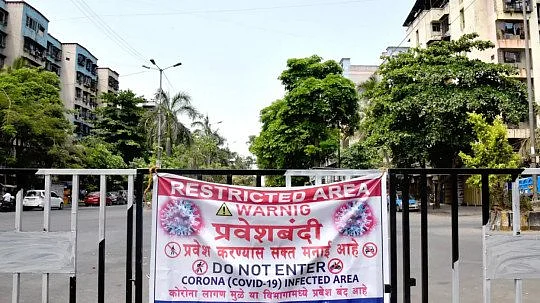 RESTRICTED AREA
WARNIG
प्रवेशबंदी
प्रवेश करण्यास सक्त मनाई आहे
DO NOT ENTER
CORONA (COVID-19) INFECTED AREA
कोरोना लागण मुळे या विभागामध्ये प्रवेश बंद आहे